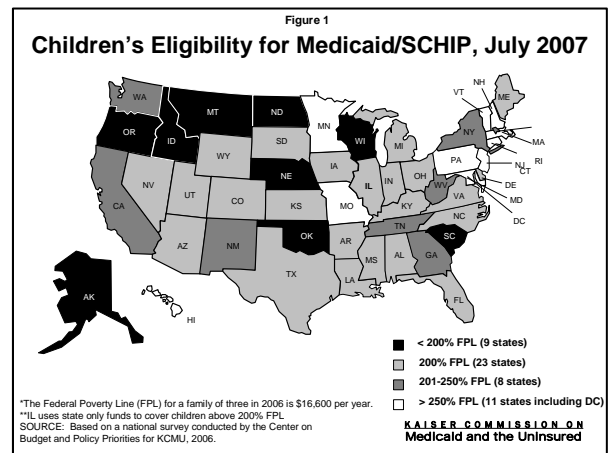 Figure 1
Children's Eligibility for Medicaid/SCHIP, July 2007
WA
MT
ND
MN
VT
NH
ME
OR
ID
WY
SD
WI
MI
NY
MA
RI
CT
NJ
PA
NV
UT
CO
NE
IA
IL
IN
OH
WV
VA
DE
MD
DC
CA
KS
MO
KY
NC
TN
SC
AZ
NM
OK
AR
MS
AL
GA
TX
LA
FL
AK
HI
< 200% FPL (9 states)
200% FPL (23 states)
201-250% FPL (8 states)
> 250% FPL (11 states including DC)
*The Federal Poverty Line (FPL) for a family of three in 2006 is $16,600 per year.
**IL uses state only funds to cover children above 200% FPL
SOURCE: Based on a national survey conducted by the Center on
Budget and Policy Priorities for KCMU, 2006.
KAISER COMMISSION ON
Medicaid and the Uninsured